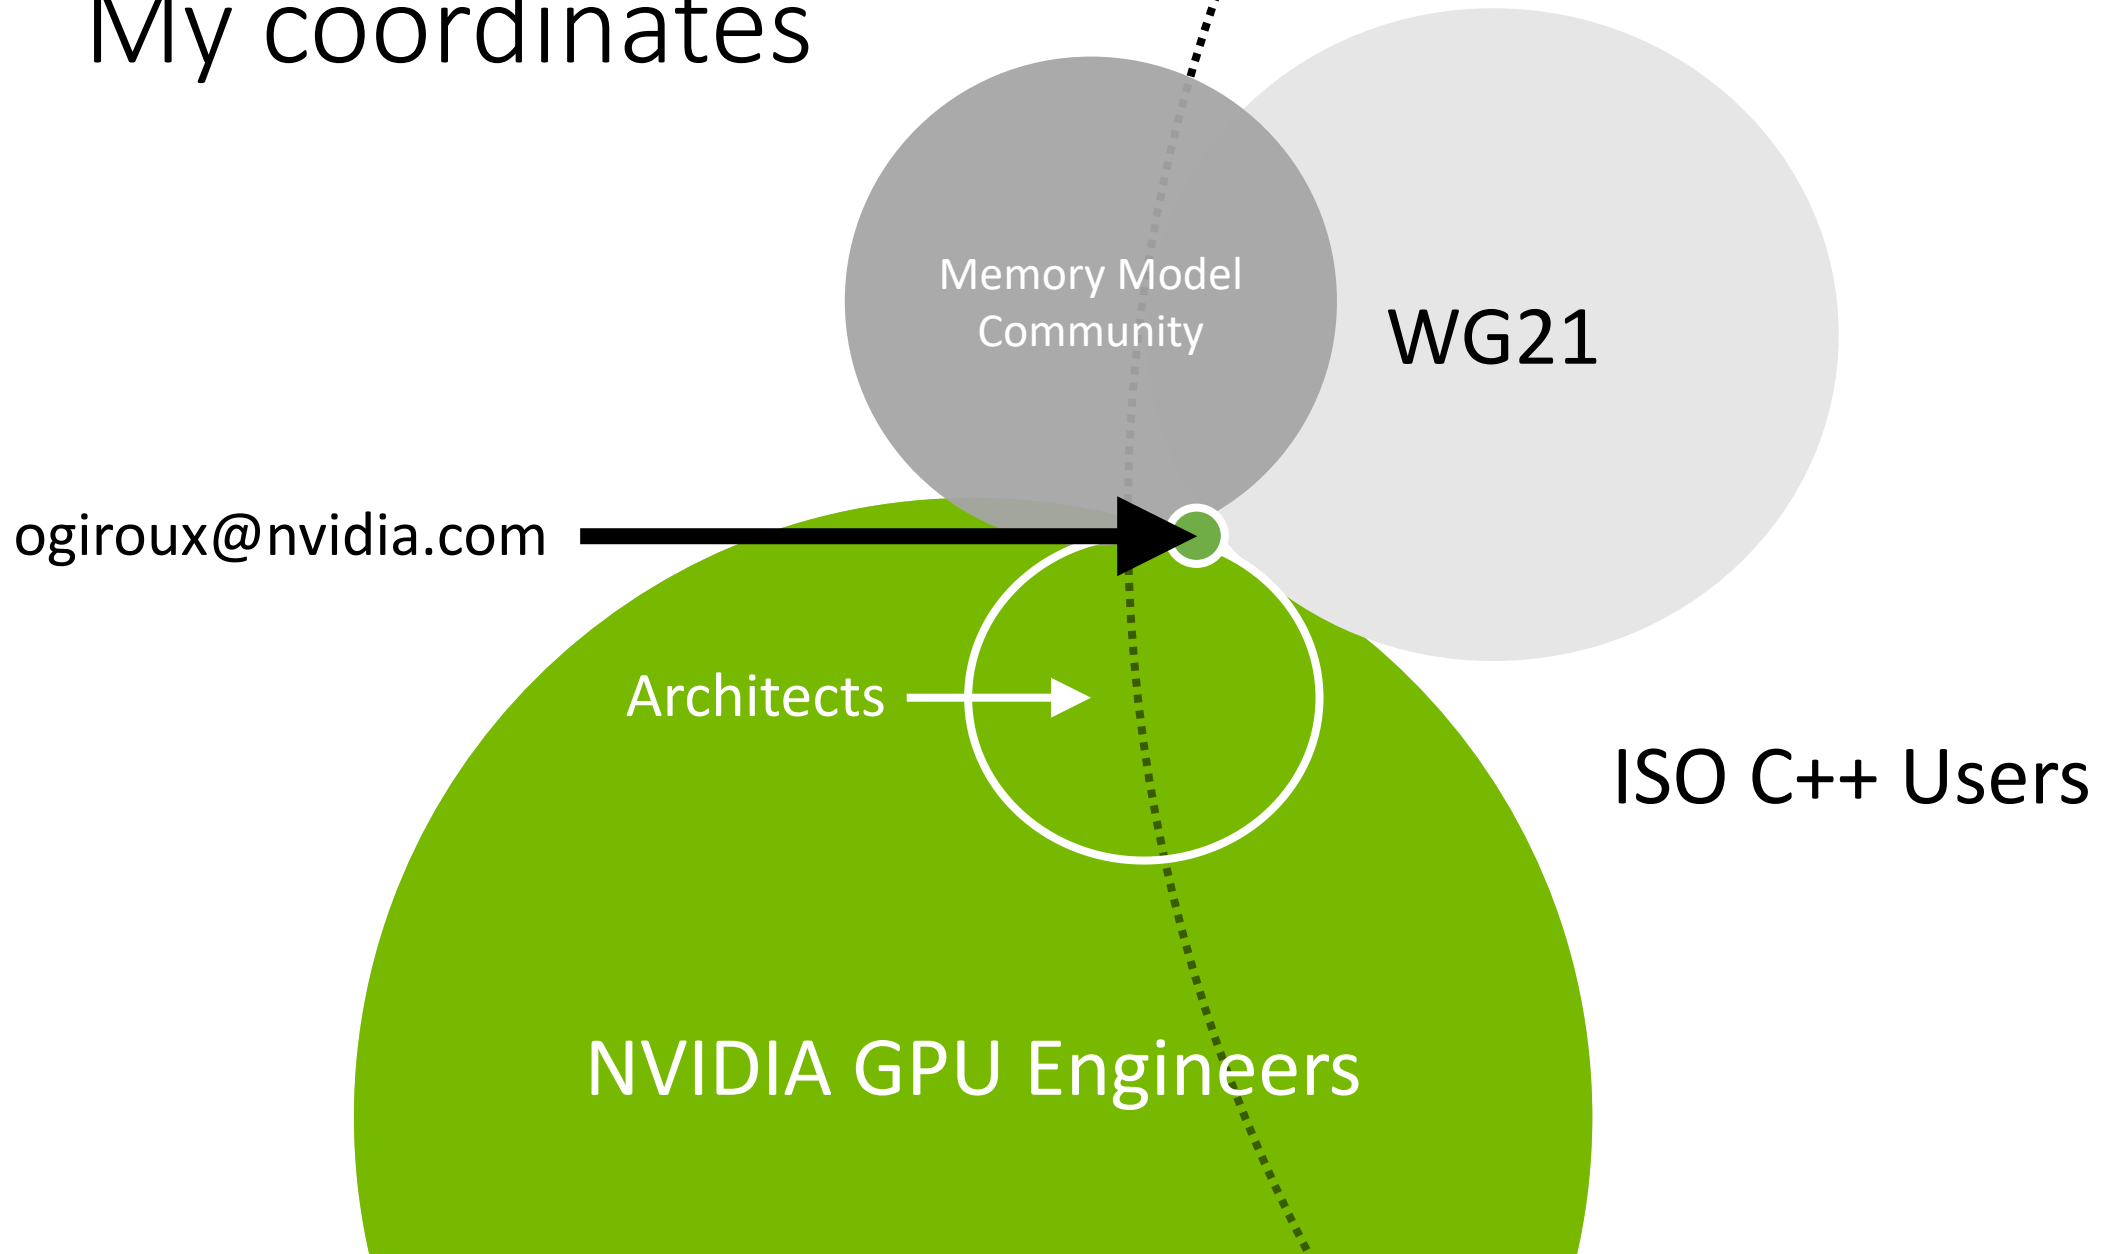 My coordinates
Memory Model
Community
WG21
ogiroux@nvidia.com
Architects
ISO C++ Users
NVIDIA GPU Engineers